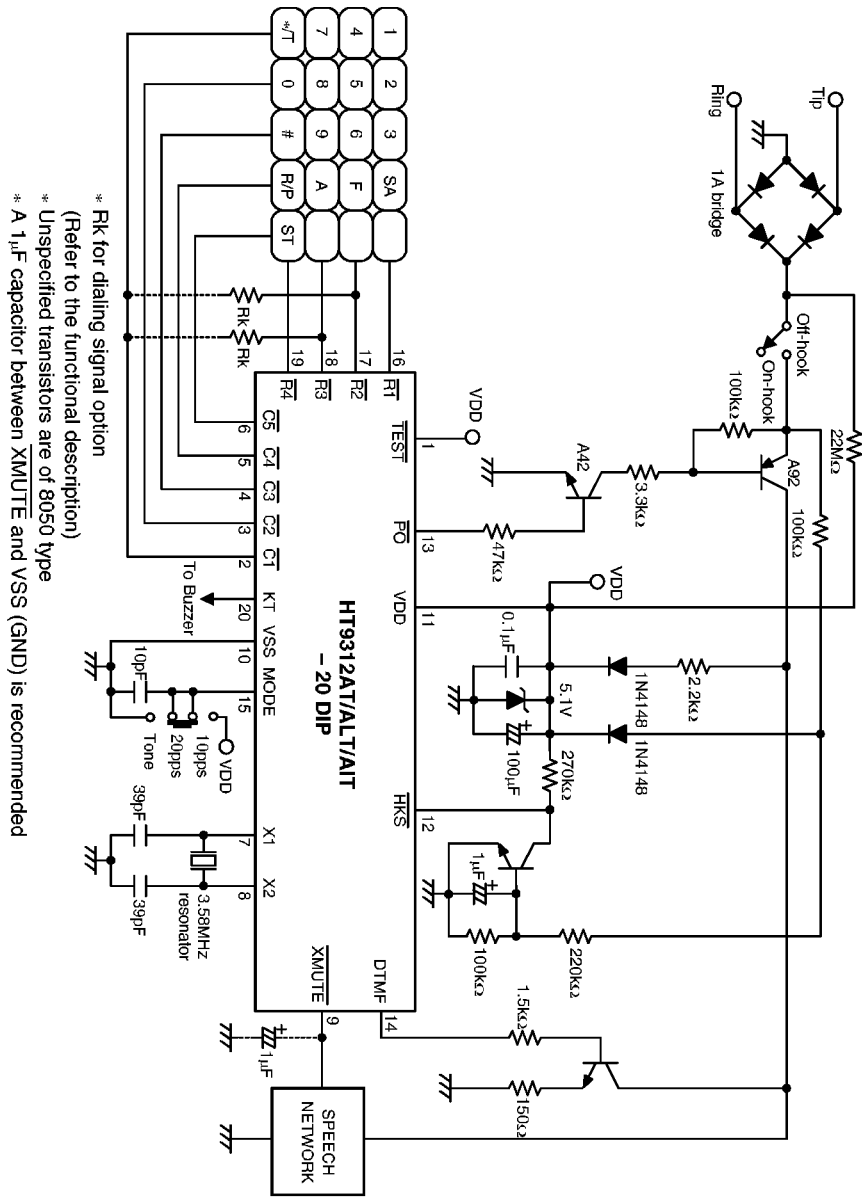 Tip
Ring
1A bridge
Off-hook
On-hook
22MΩ
100kΩ
A92
100kΩ
3.3kΩ
A42
47kΩ
VDD
VDD
2.2kΩ
1N4148
1N4148
0.1μF
5.1V
+
100μF
270kΩ
1μF
+
100kΩ
220kΩ
1.5kΩ
150Ω
1 2 3 SA
4 5 6 F
7 8 9 A
*/T 0 # R/P ST
Rk
Rk
16 R1
17 R2
18 R3
19 R4
1 TEST
13 PO
11 VDD
12 HKS
14 DTMF
9 XMUTE
HT9312AT/ALT/AIT
– 20 DIP
C5 6
C4 5
C3 4
C2 3
C1 2
KT 20
VSS 10
MODE 15
X1 7
X2 8
To Buzzer
10pF
VDD
10pps
20pps
Tone
39pF
39pF
3.58MHz
resonator
+
1μF
SPEECH
NETWORK
* Rk for dialing signal option
(Refer to the functional description)
* Unspecified transistors are of 8050 type
* A 1μF capacitor between XMUTE and VSS (GND) is recommended